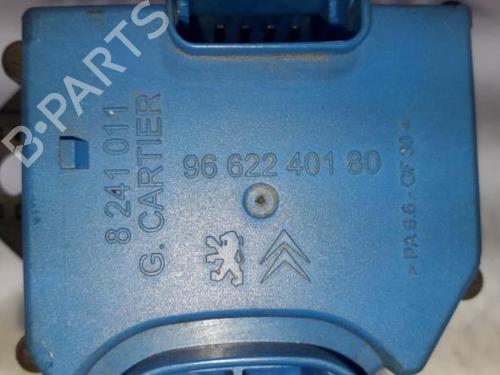 B-PARTS
8 241 011
G. CARTIER
96 622 401 80
> PA 6.6 - GF 30 <